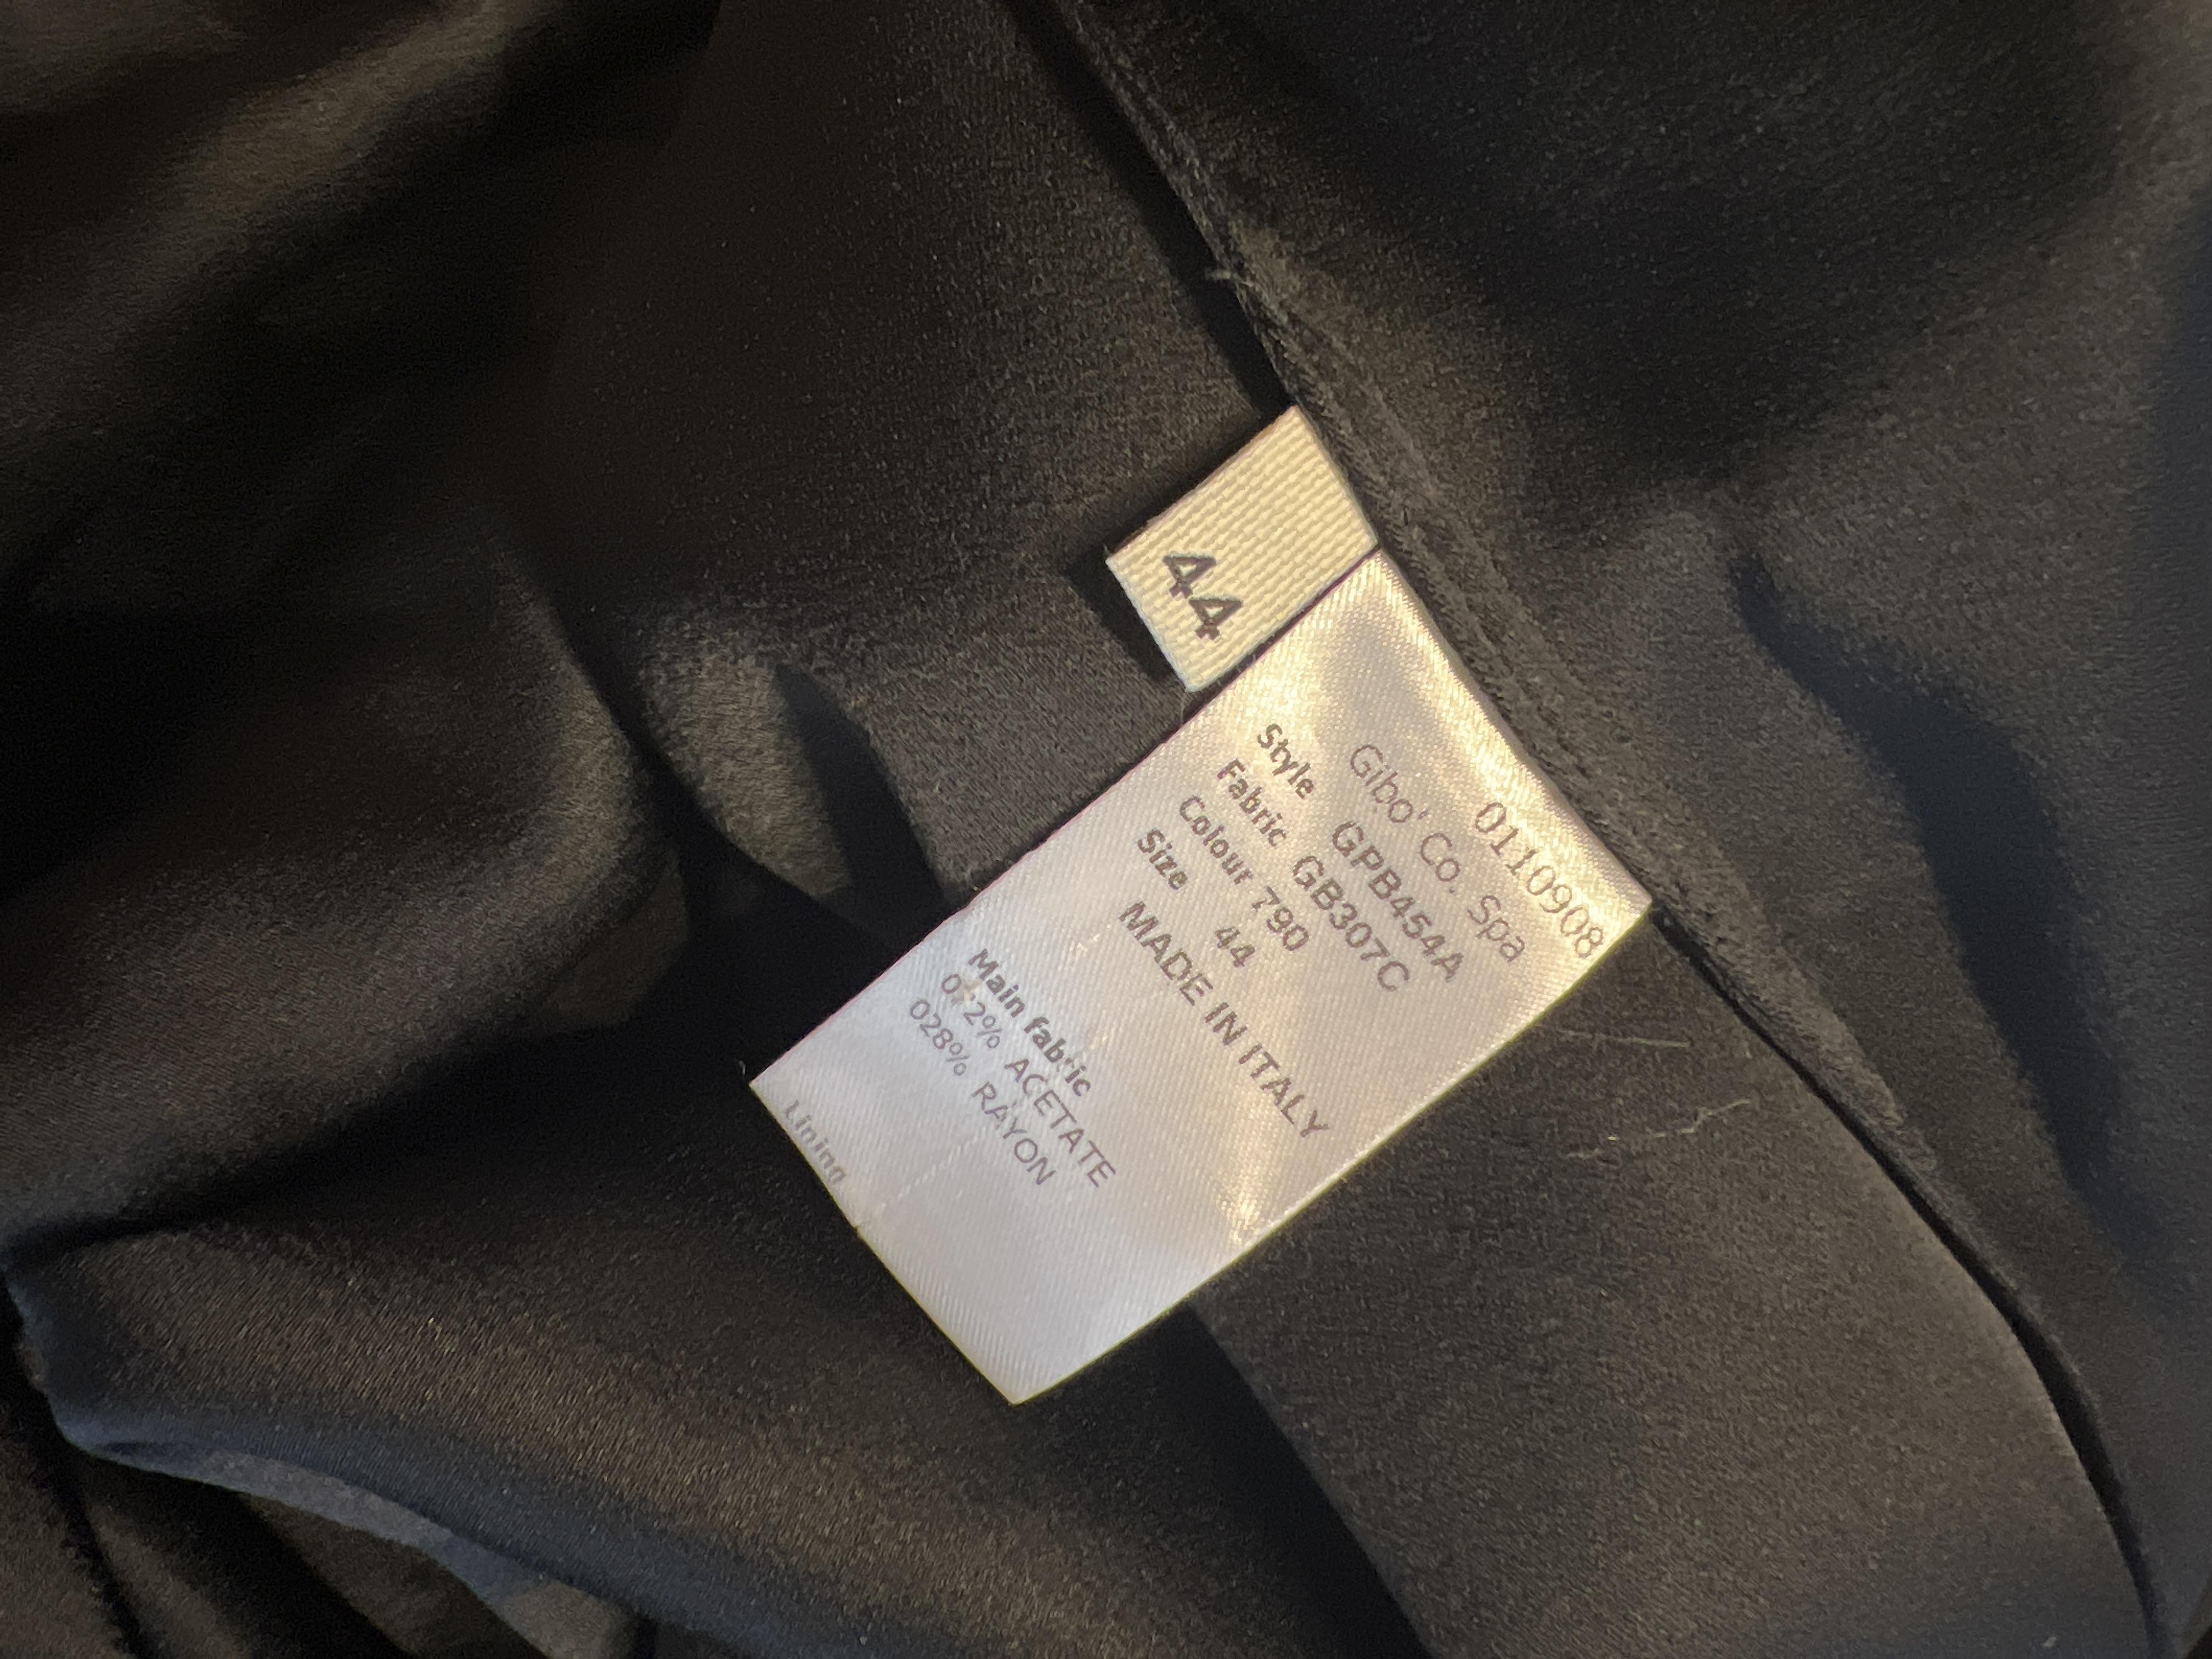 44
0110908
Gibo' Co. Spa
Style GPB454A
Fabric GB307C
Colour 790
Size 44
MADE IN ITALY
Main fabric
ACETATE
028% RAYON
Lining